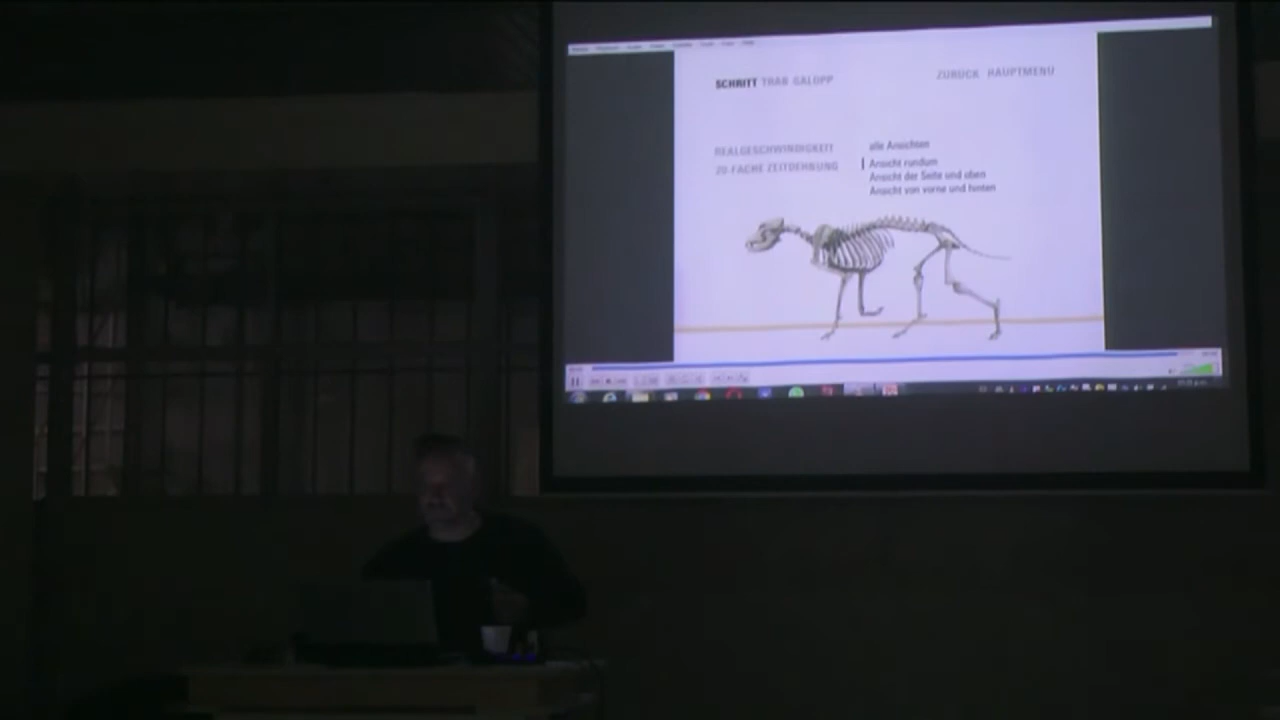 SCHRITT TRAB GALOPP
ZURÜCK HAUPTMENÜ
REALGESCHWINDIGKEIT
20-FACHE ZEITDEHNUNG
alle Ansichten
Ansicht rundum
Ansicht der Seite und oben
Ansicht von vorne und hinten